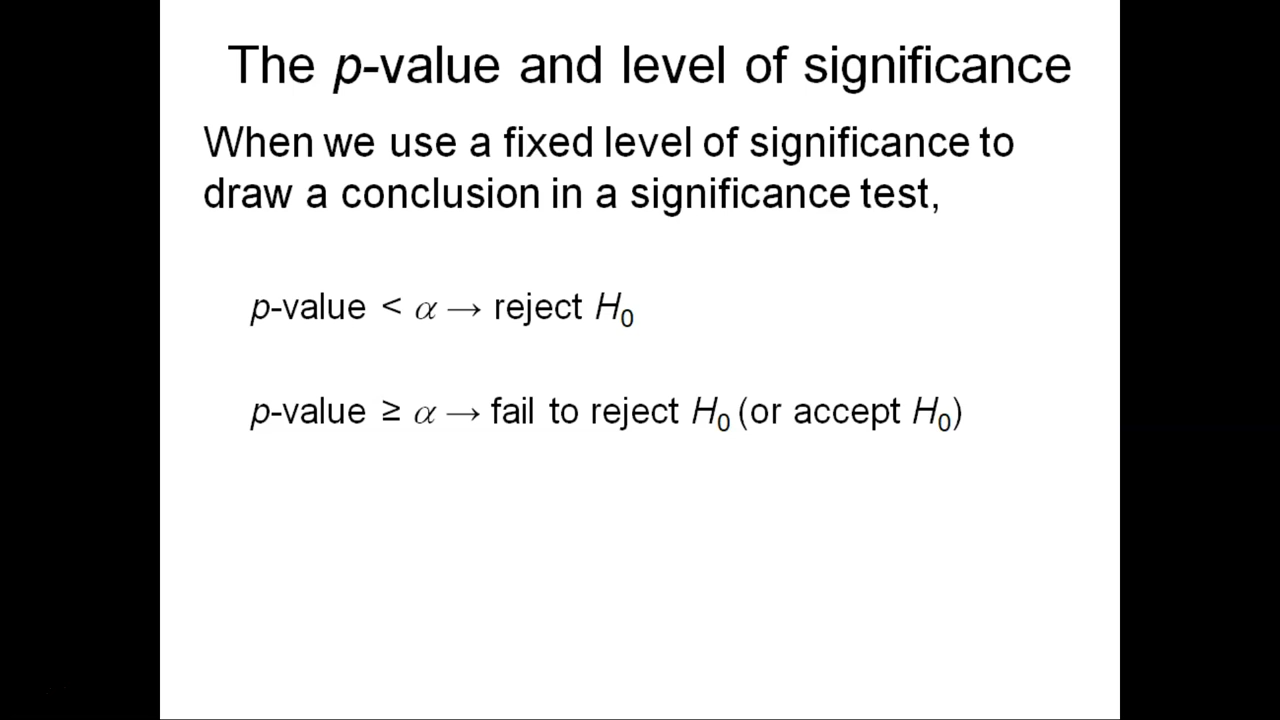 The p-value and level of significance
When we use a fixed level of significance to
draw a conclusion in a significance test,
p-value < α → reject H₀
p-value ≥ α → fail to reject H₀ (or accept H₀)